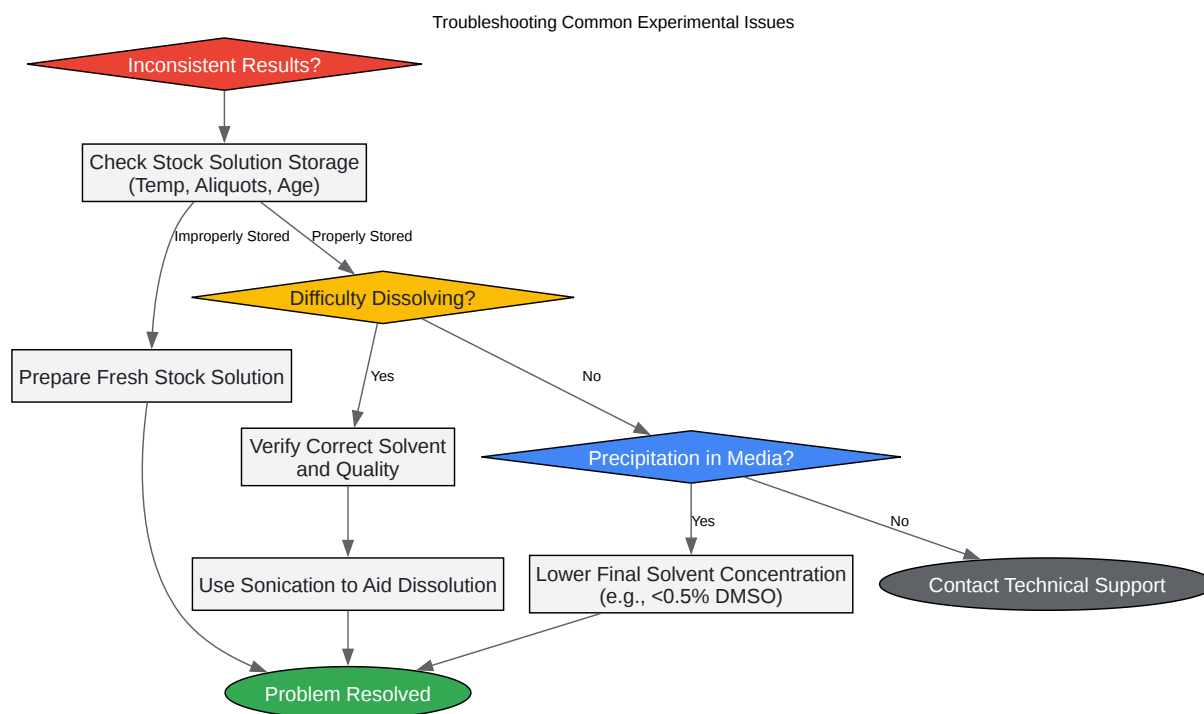 Troubleshooting Common Experimental Issues
Inconsistent Results?
Check Stock Solution Storage
(Temp, Aliquots, Age)
Improperly Stored
Properly Stored
Difficulty Dissolving?
Prepare Fresh Stock Solution
Yes
No
Verify Correct Solvent
and Quality
Precipitation in Media?
Yes
No
Use Sonication to Aid Dissolution
Lower Final Solvent Concentration
(e.g., <0.5% DMSO)
Contact Technical Support
Problem Resolved